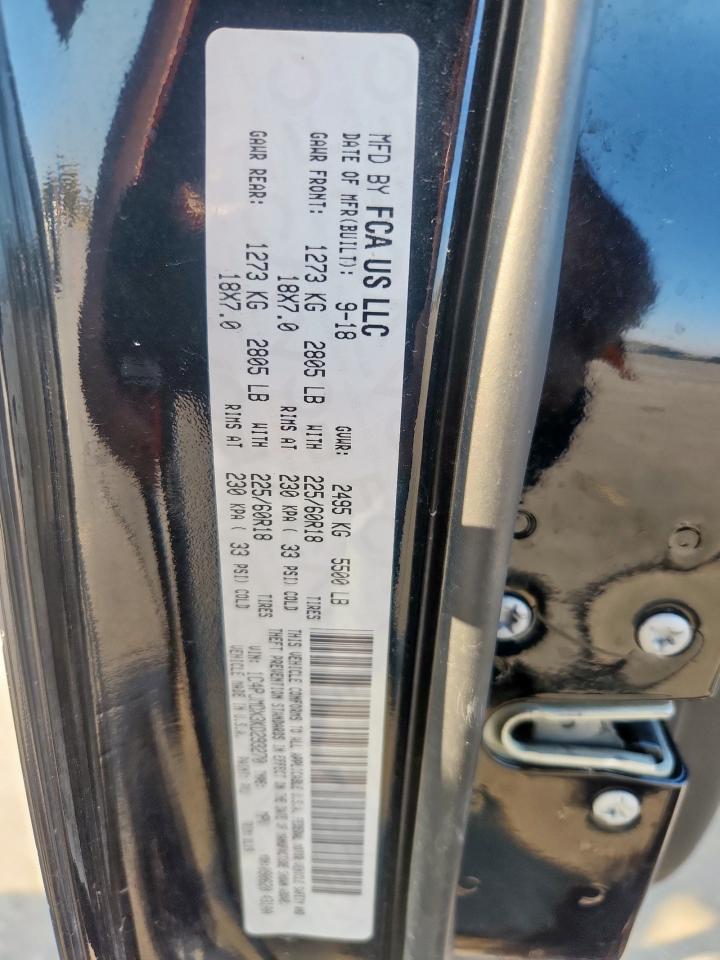 MFD BY FCA US LLC
DATE OF MFR(BUILT): 9-18 GVWR: 2495 KG 5500 LB
GAWR FRONT: 1273 KG 2805 LB WITH 225/60R18 TIRES
18X7.0 RIMS AT 230 KPA ( 33 PSI) COLD
GAWR REAR: 1273 KG 2805 LB WITH 225/60R18 TIRES
18X7.0 RIMS AT 230 KPA ( 33 PSI) COLD
THIS VEHICLE CONFORMS TO ALL APPLICABLE U.S.A. FEDERAL MOTOR VEHICLE SAFETY AND
THEFT PREVENTION STANDARDS IN EFFECT ON THE DATE OF MANUFACTURE SHOWN ABOVE.
VIN: 1C4PJMDX3KD293270
VEHICLE MADE IN U.S.A.